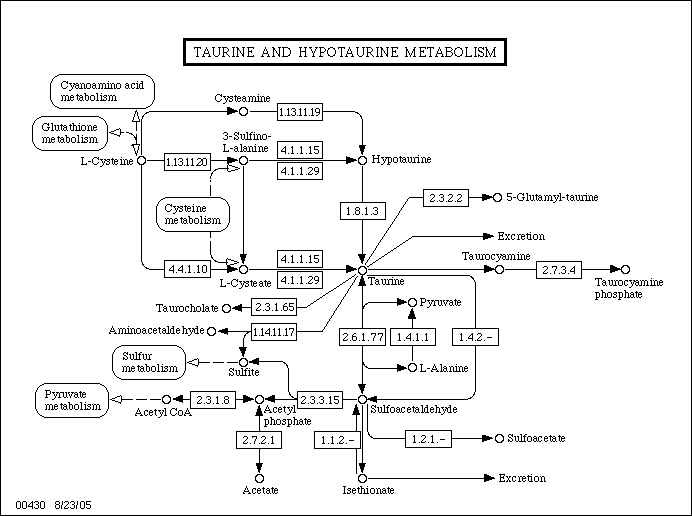 TAURINE AND HYPOTAURINE METABOLISM
Cyanoamino acid
metabolism
Glutathione
metabolism
Cysteamine
1.13.11.19
3-Sulfino-
L-alanine
L-Cysteine
1.13.11.20
4.1.1.15
4.1.1.29
Hypotaurine
Cysteine
metabolism
1.8.1.3
2.3.2.2
5-Glutamyl-taurine
Excretion
4.4.1.10
L-Cysteate
4.1.1.15
4.1.1.29
Taurine
Taurocyamine
2.7.3.4
Taurocyamine
phosphate
Taurocholate
2.3.1.65
Pyruvate
Aminoacetaldehyde
1.14.11.17
2.6.1.77
1.4.1.1
1.4.2.-
Sulfur
metabolism
Sulfite
L-Alanine
Pyruvate
metabolism
Acetyl CoA
2.3.1.8
Acetyl
phosphate
2.3.3.15
Sulfoacetaldehyde
2.7.2.1
1.1.2.-
1.2.1.-
Sulfoacetate
Acetate
Isethionate
Excretion
00430 8/23/05